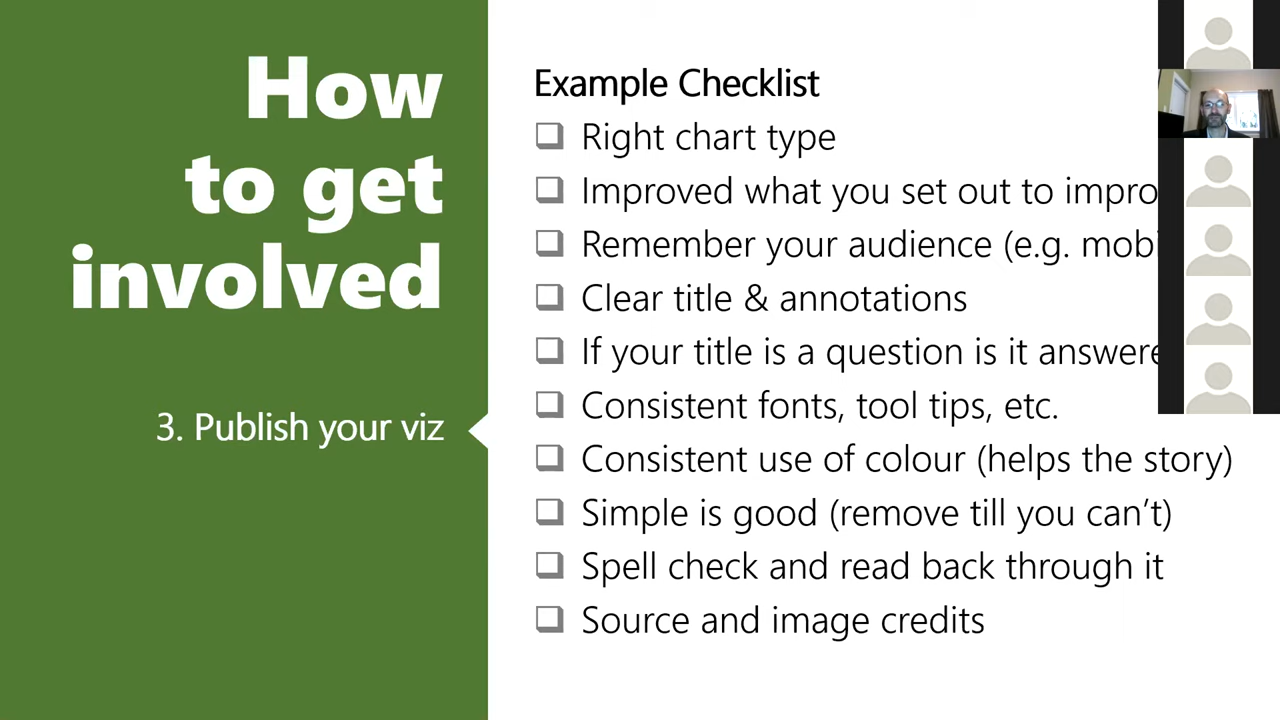 How
to get
involved
3. Publish your viz
Example Checklist
Right chart type
Improved what you set out to
Remember your audience (e.g.
Clear title & annotations
If your title is a question is it
Consistent fonts, tool tips, etc.
Consistent use of colour (helps the story)
Simple is good (remove till you can't)
Spell check and read back through it
Source and image credits